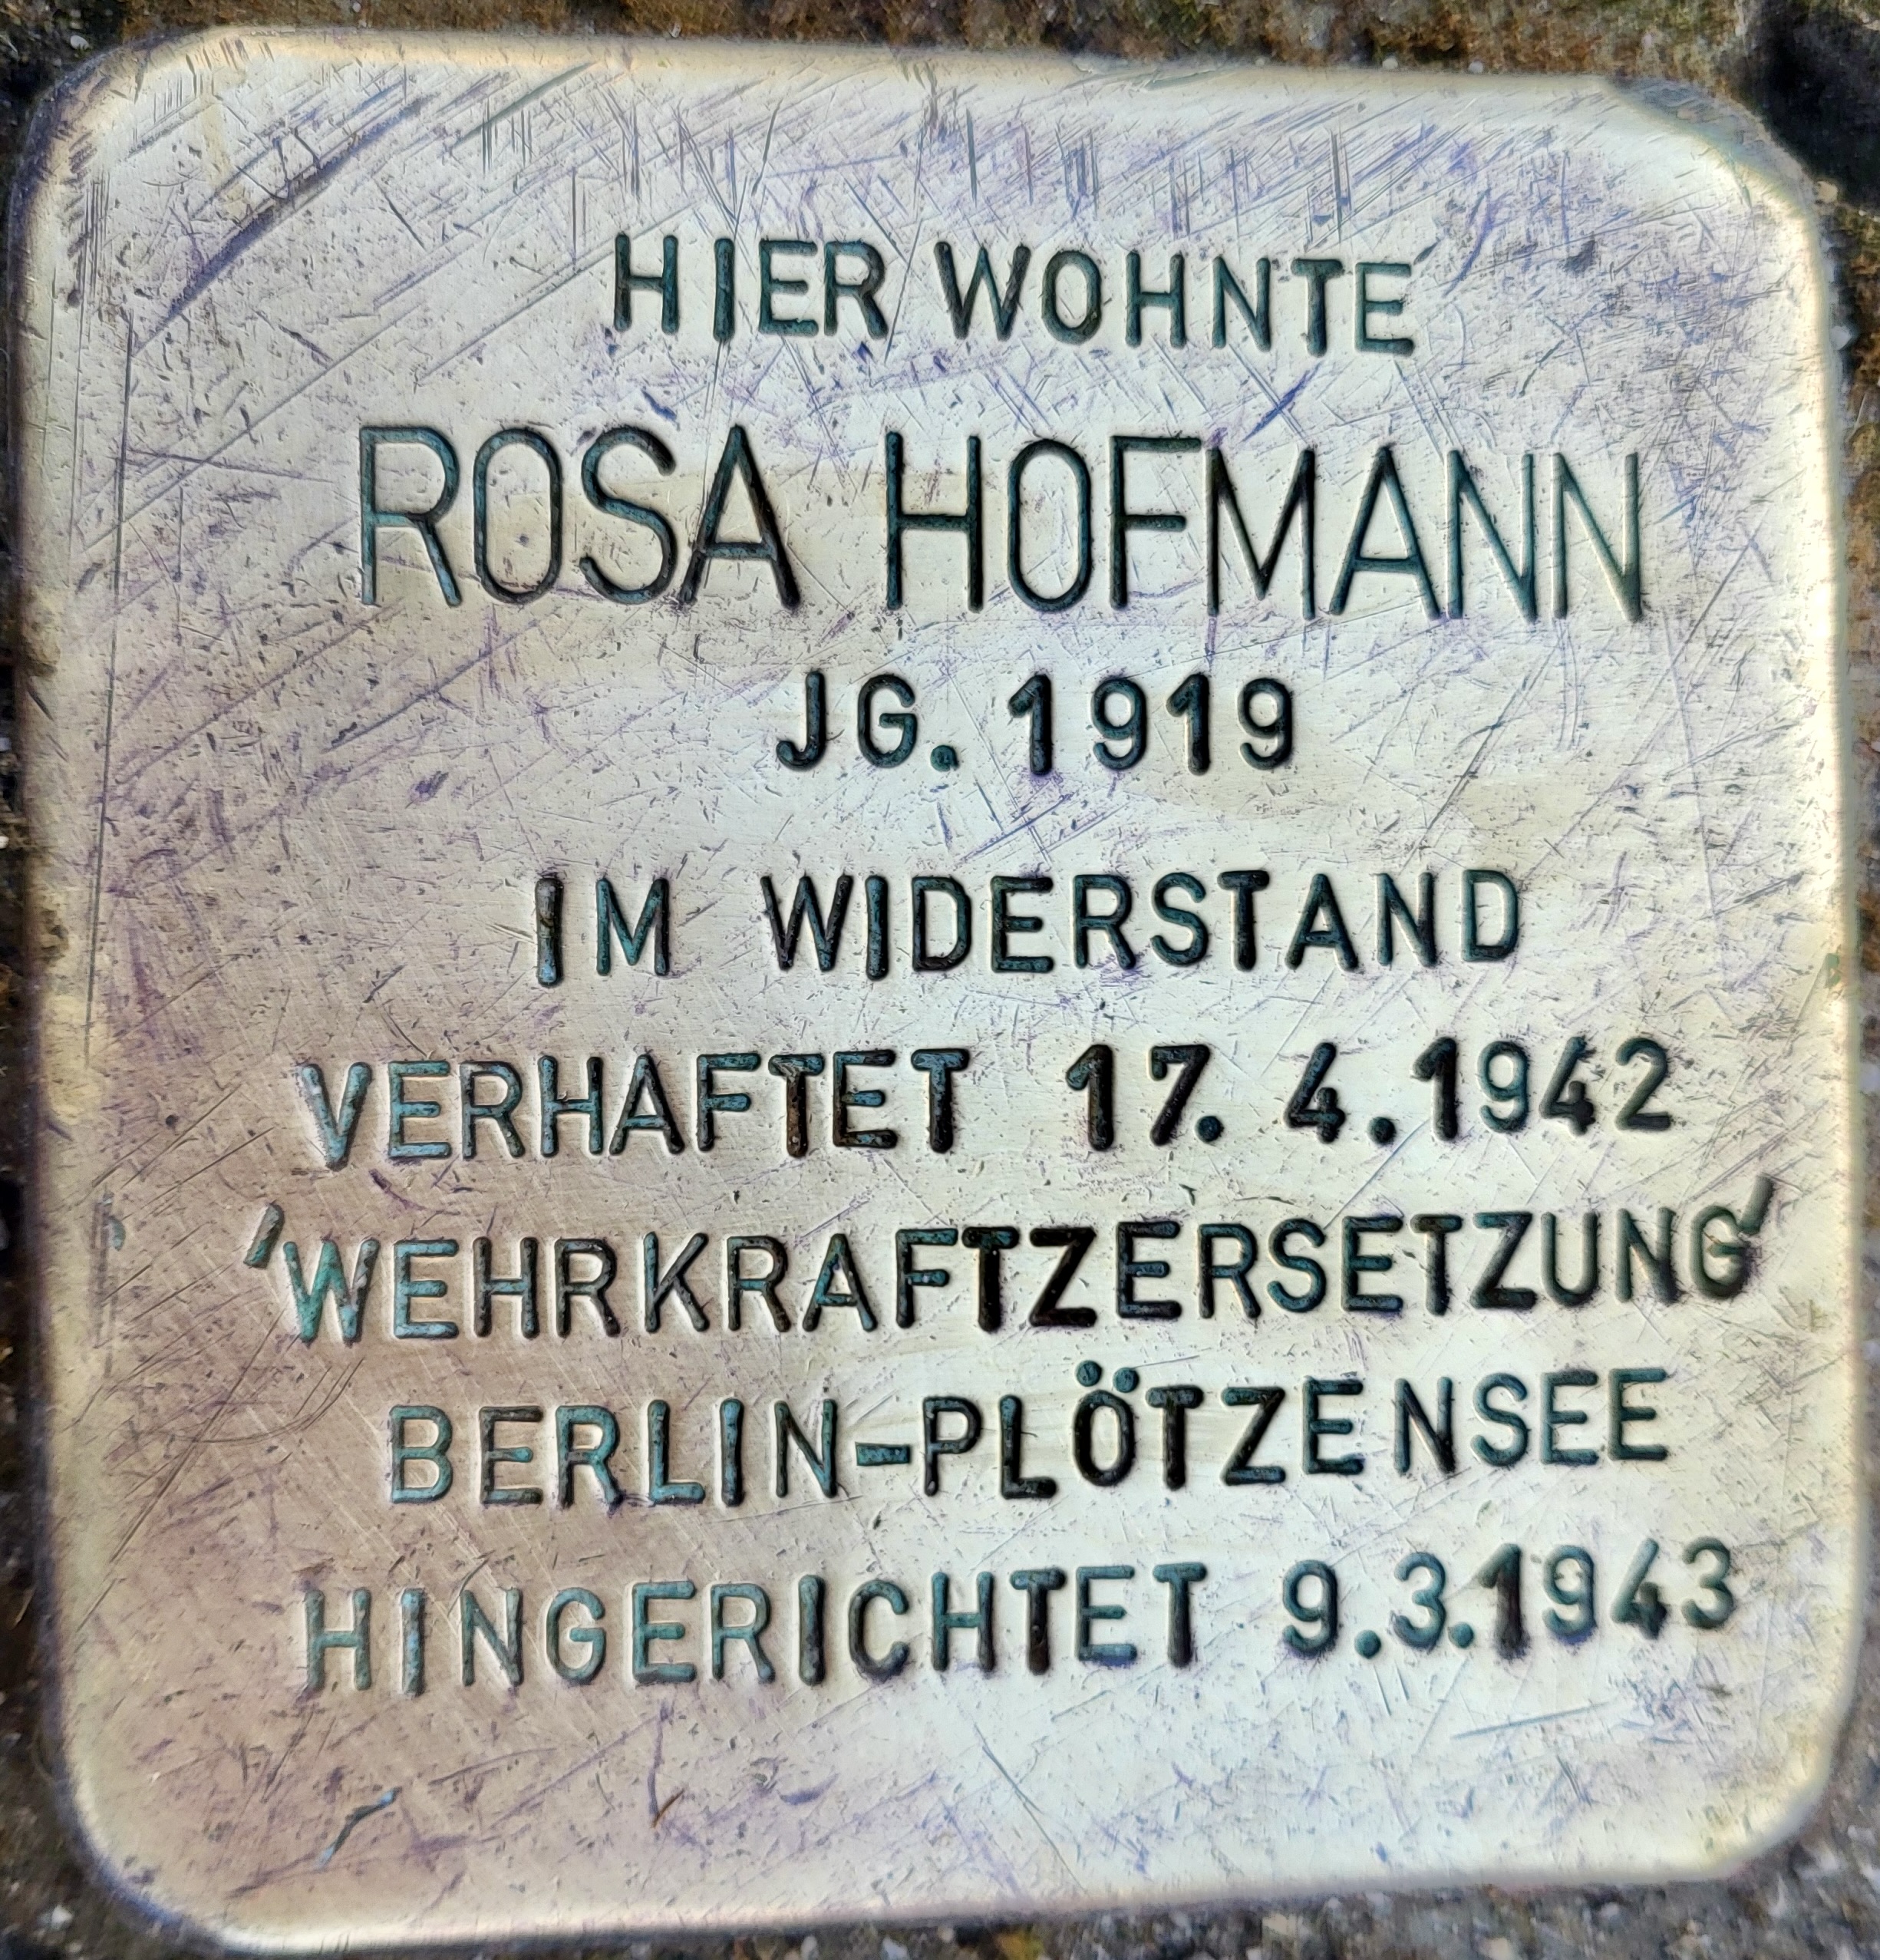 HIER WOHNTE
ROSA HOFMANN
JG. 1919
IM WIDERSTAND
VERHAFTET 17. 4. 1942
'WEHRKRAFTZERSETZUNG'
BERLIN-PLÖTZENSEE
HINGERICHTET 9.3.1943